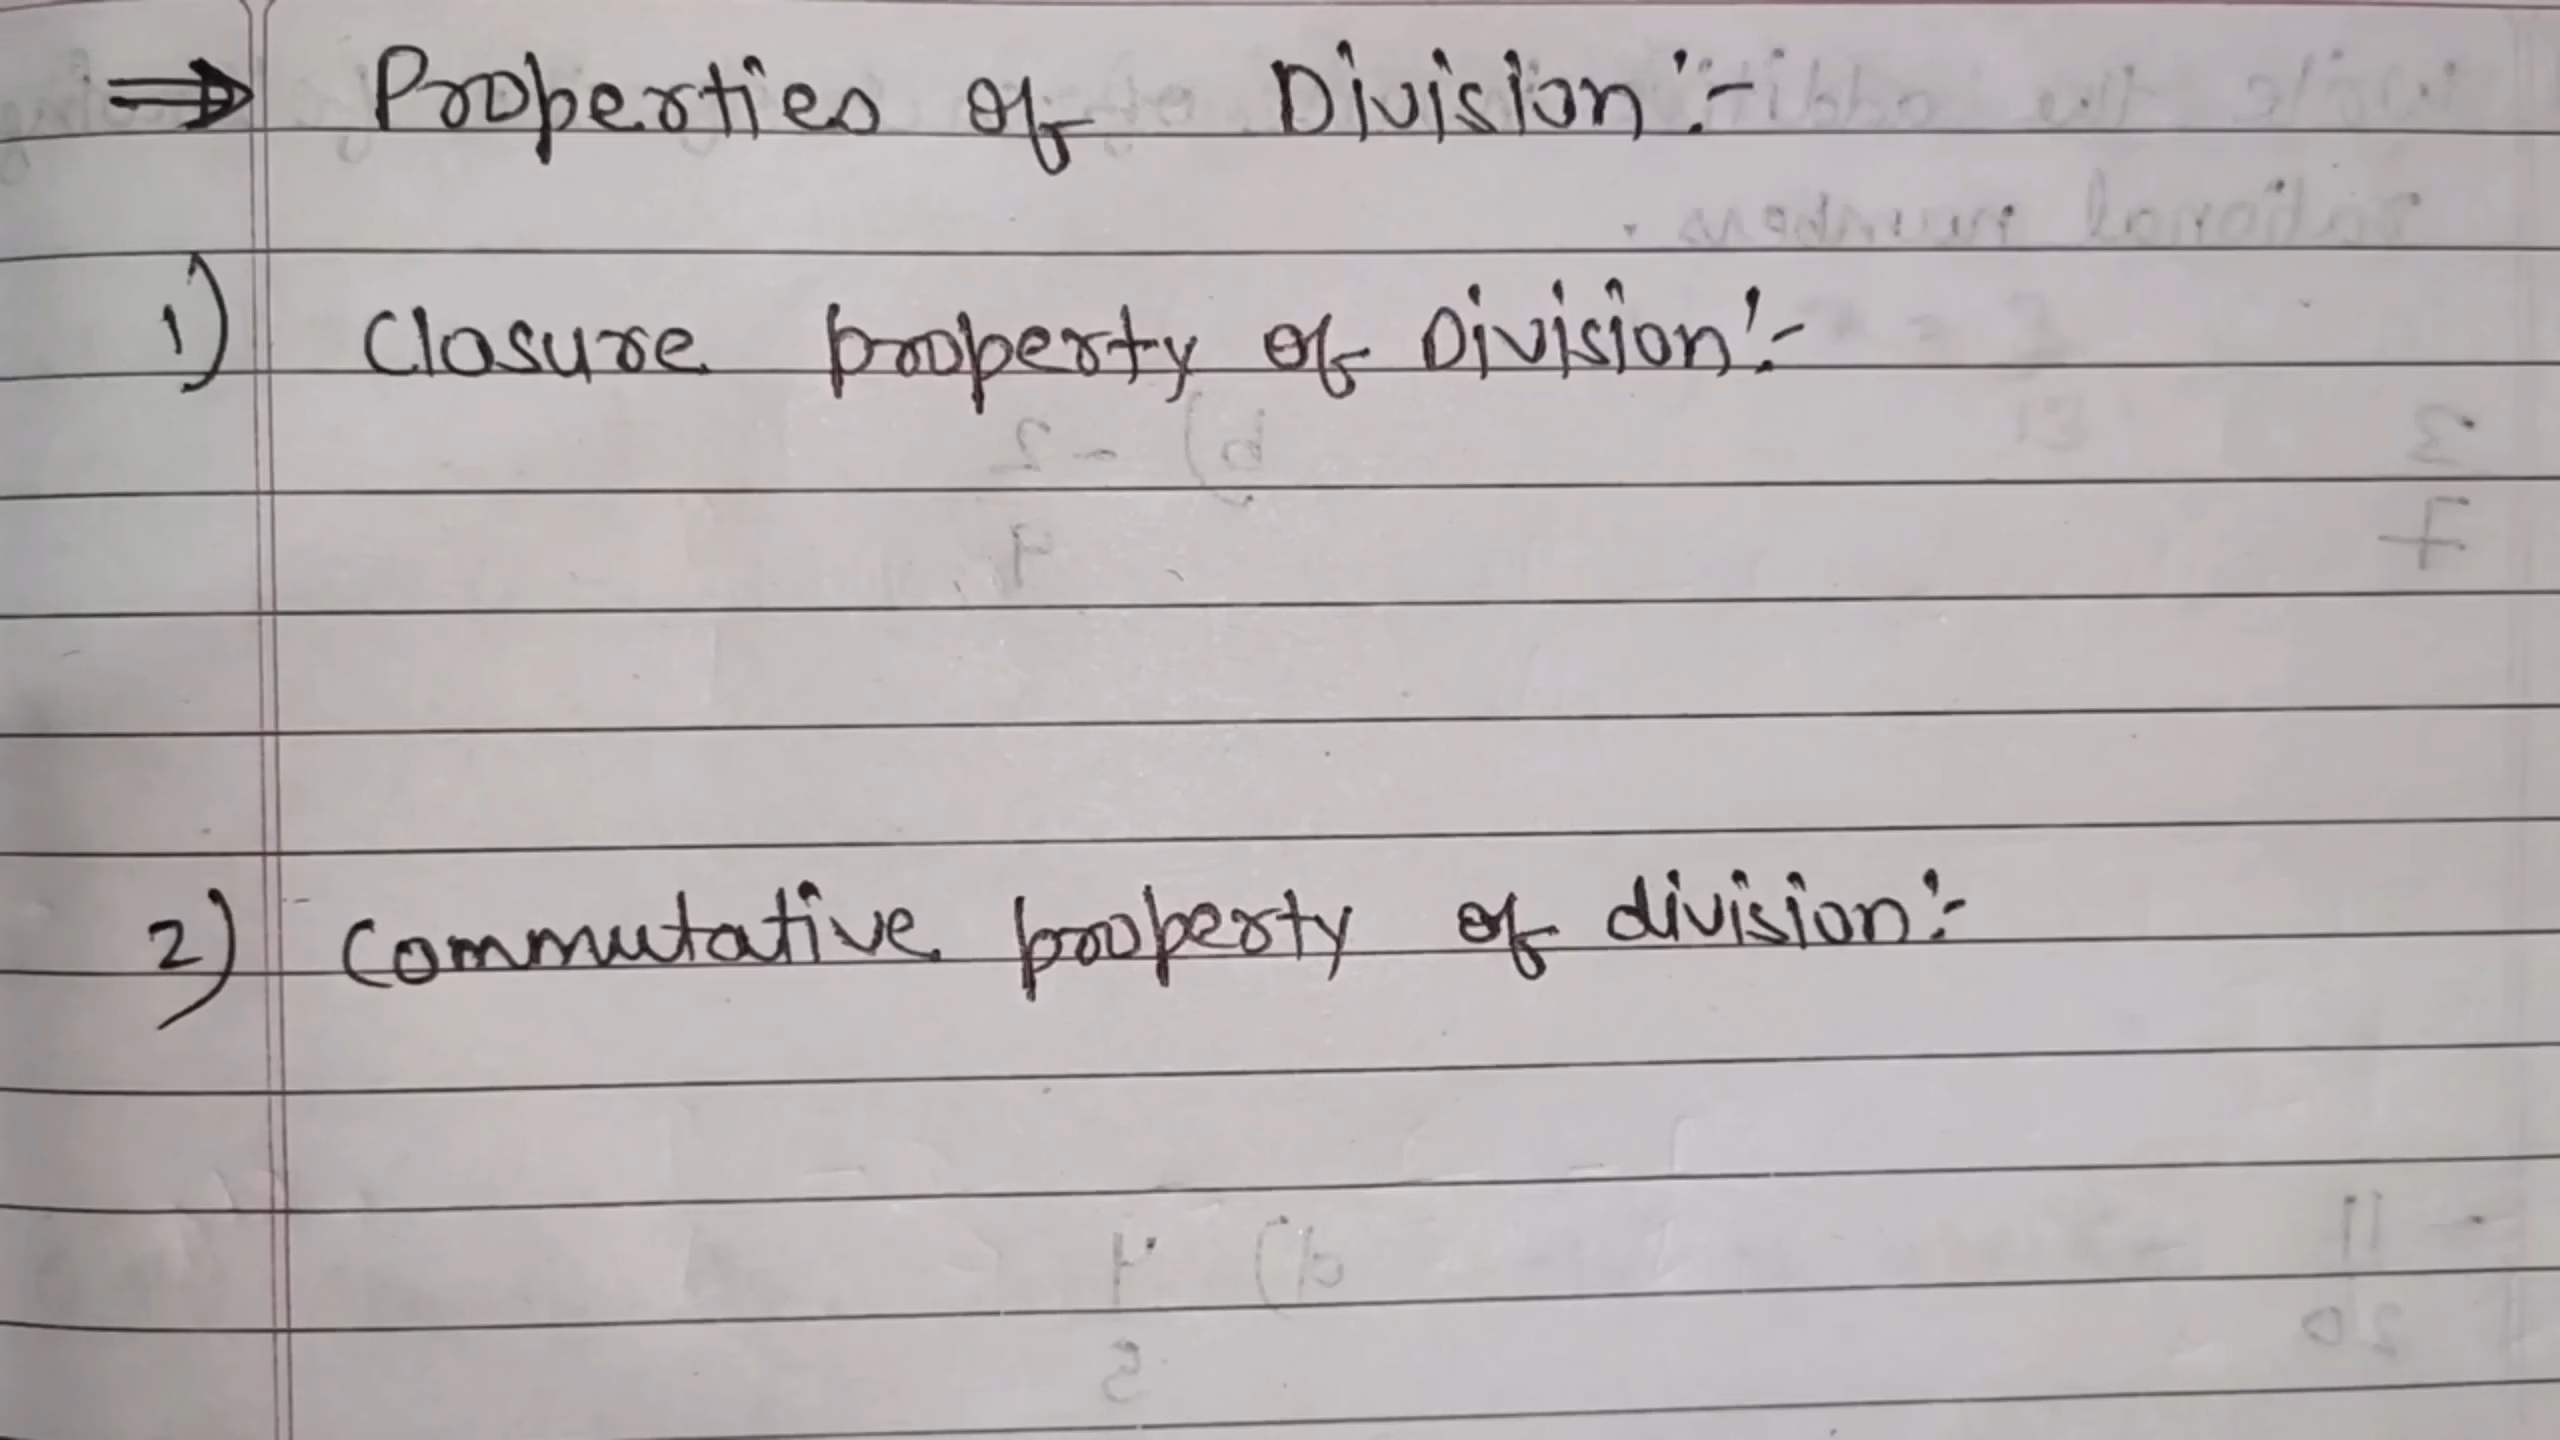 ⇒ Properties of Division :-
1) Closure property of Division :-
2) Commutative property of division :-